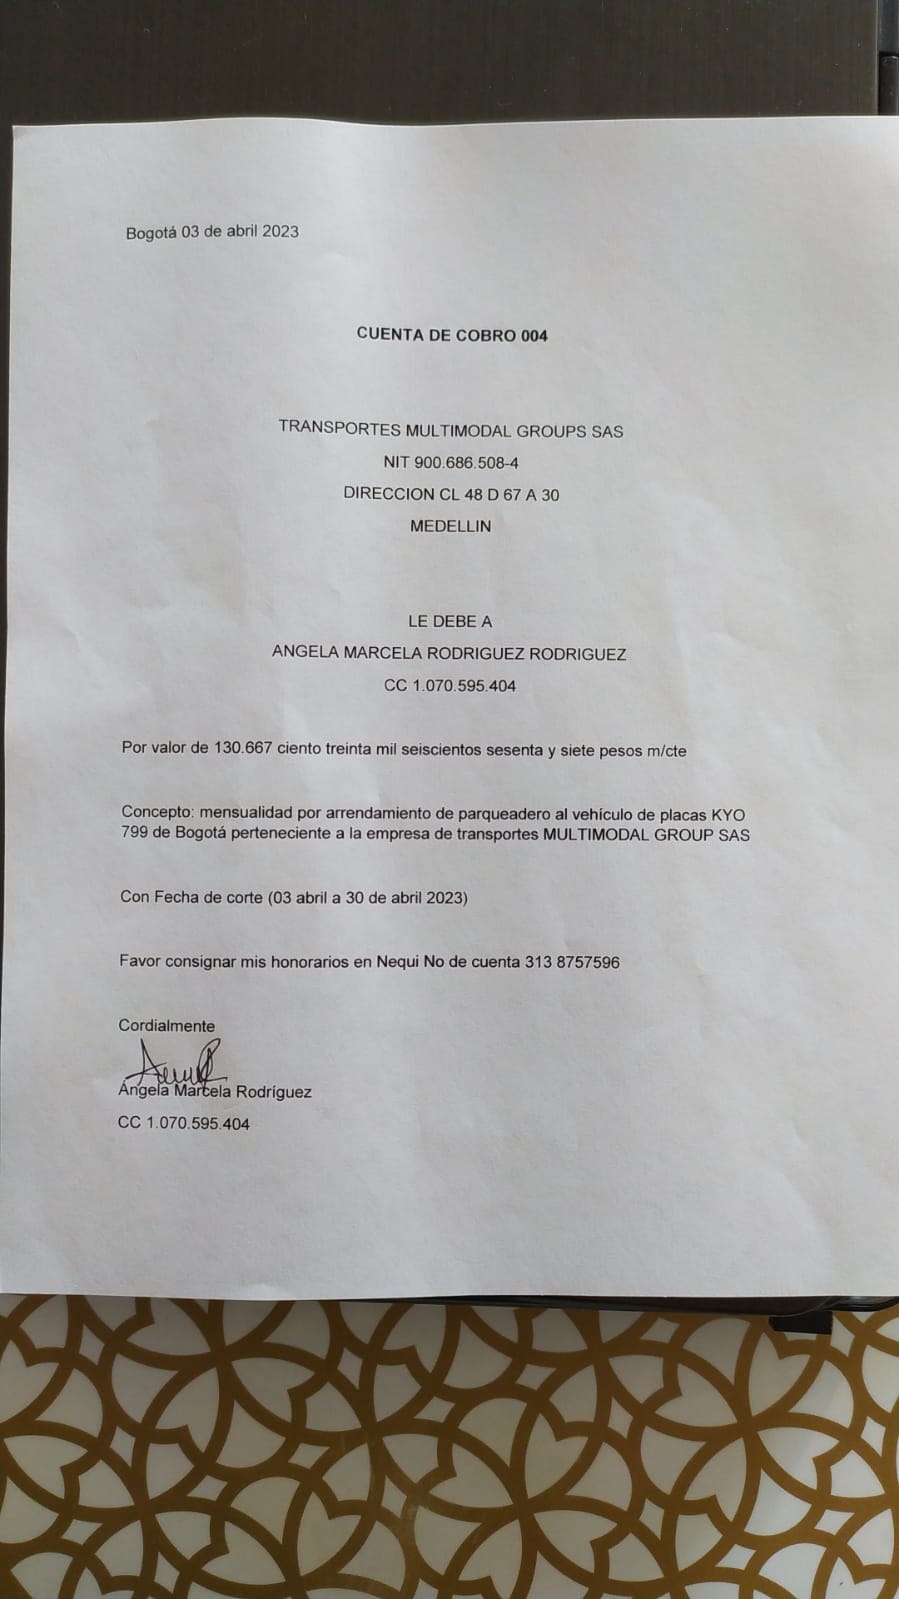 Bogotá 03 de abril 2023
CUENTA DE COBRO 004
TRANSPORTES MULTIMODAL GROUPS SAS
NIT 900.686.508-4
DIRECCION CL 48 D 67 A 30
MEDELLIN
LE DEBE A
ANGELA MARCELA RODRIGUEZ RODRIGUEZ
CC 1.070.595.404
Por valor de 130.667 ciento treinta mil seiscientos sesenta y siete pesos m/cte
Concepto: mensualidad por arrendamiento de parqueadero al vehículo de placas KYO
799 de Bogotá perteneciente a la empresa de transportes MULTIMODAL GROUP SAS
Con Fecha de corte (03 abril a 30 de abril 2023)
Favor consignar mis honorarios en Nequi No de cuenta 313 8757596
Cordialmente
Ángela Marcela Rodríguez
CC 1.070.595.404